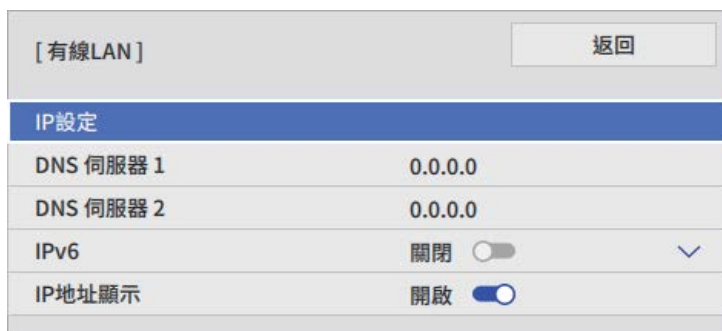 [ 有線LAN ]
返回
IP設定
DNS 伺服器 1 0.0.0.0
DNS 伺服器 2 0.0.0.0
IPv6 關閉
IP地址顯示 開啟